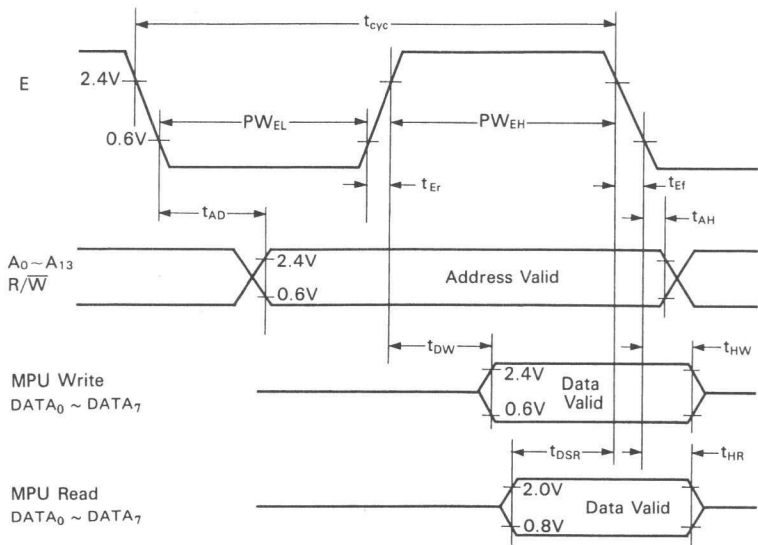 tcyc
E
2.4V
PWEL
PWEH
0.6V
tEr
tEf
tAD
tAH
A0~A13
R/W̅
2.4V
Address Valid
0.6V
tDW
tHW
MPU Write
DATA0 ~ DATA7
2.4V
Data
Valid
0.6V
tDSR
tHR
MPU Read
DATA0 ~ DATA7
2.0V
Data Valid
0.8V